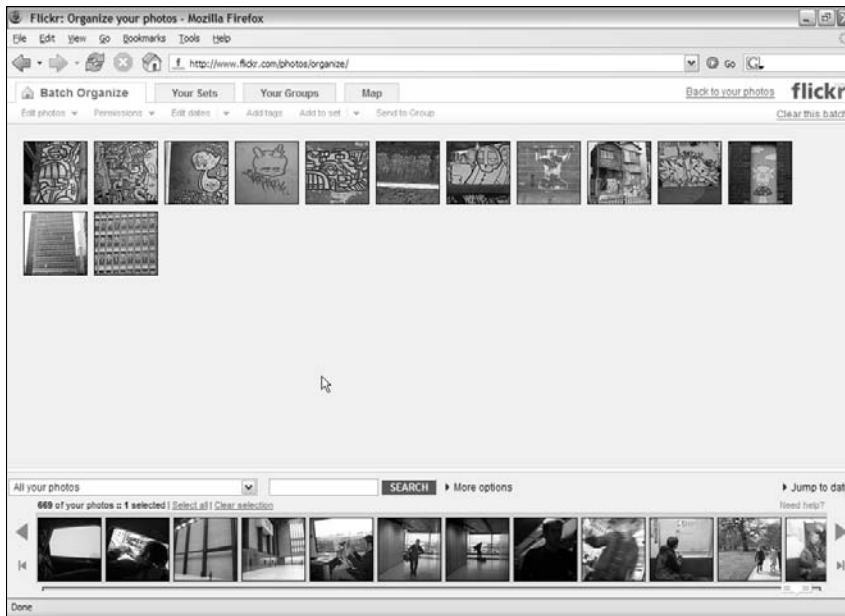 Flickr: Organize your photos - Mozilla Firefox
File Edit View Go Bookmarks Tools Help
http://www.flickr.com/photos/organize/ Go
Batch Organize Your Sets Your Groups Map Back to your photos flickr
Edit photos Permissions Edit dates Add tags Add to set Send to Group Clear this batch
All your photos SEARCH More options Jump to dat
669 of your photos :: 1 selected | Select all | Clear selection Need help?
Done